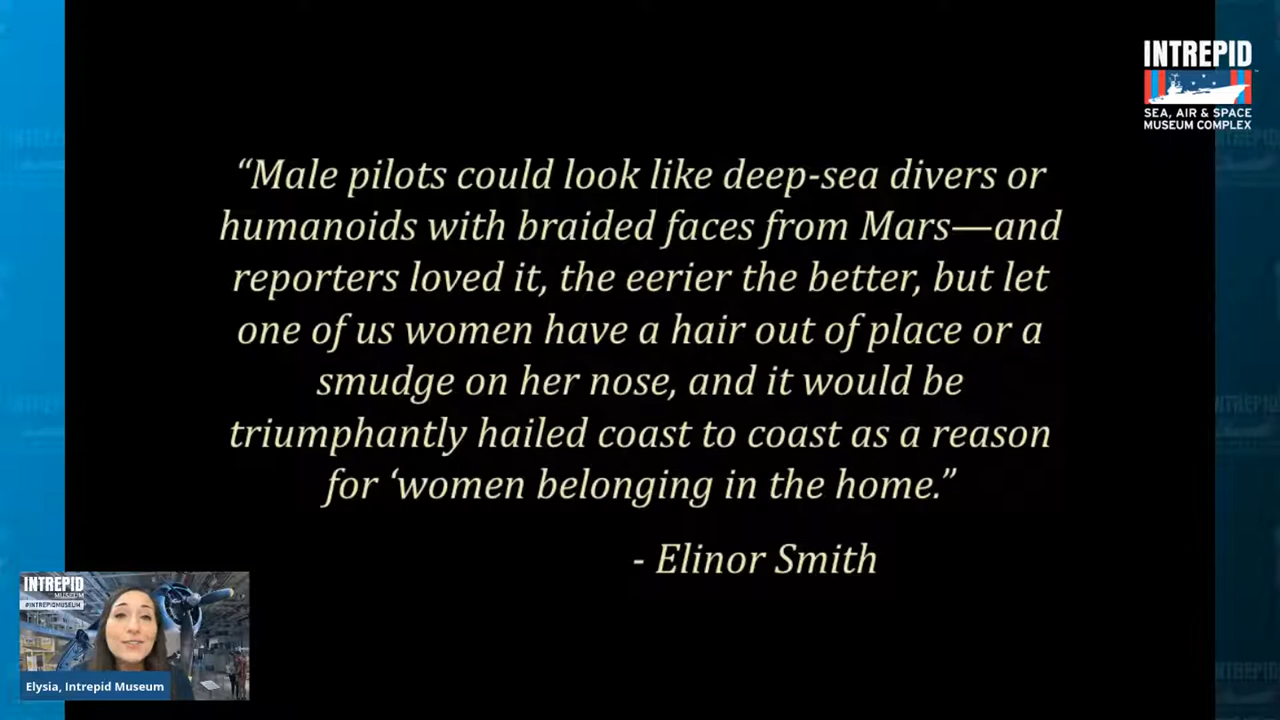 INTREPID
SEA, AIR & SPACE
MUSEUM COMPLEX
“Male pilots could look like deep-sea divers or
humanoids with braided faces from Mars—and
reporters loved it, the eerier the better, but let
one of us women have a hair out of place or a
smudge on her nose, and it would be
triumphantly hailed coast to coast as a reason
for ‘women belonging in the home.”
- Elinor Smith
INTREPID
MUSEUM
#INTREPIDMUSEUM
Elysia, Intrepid Museum